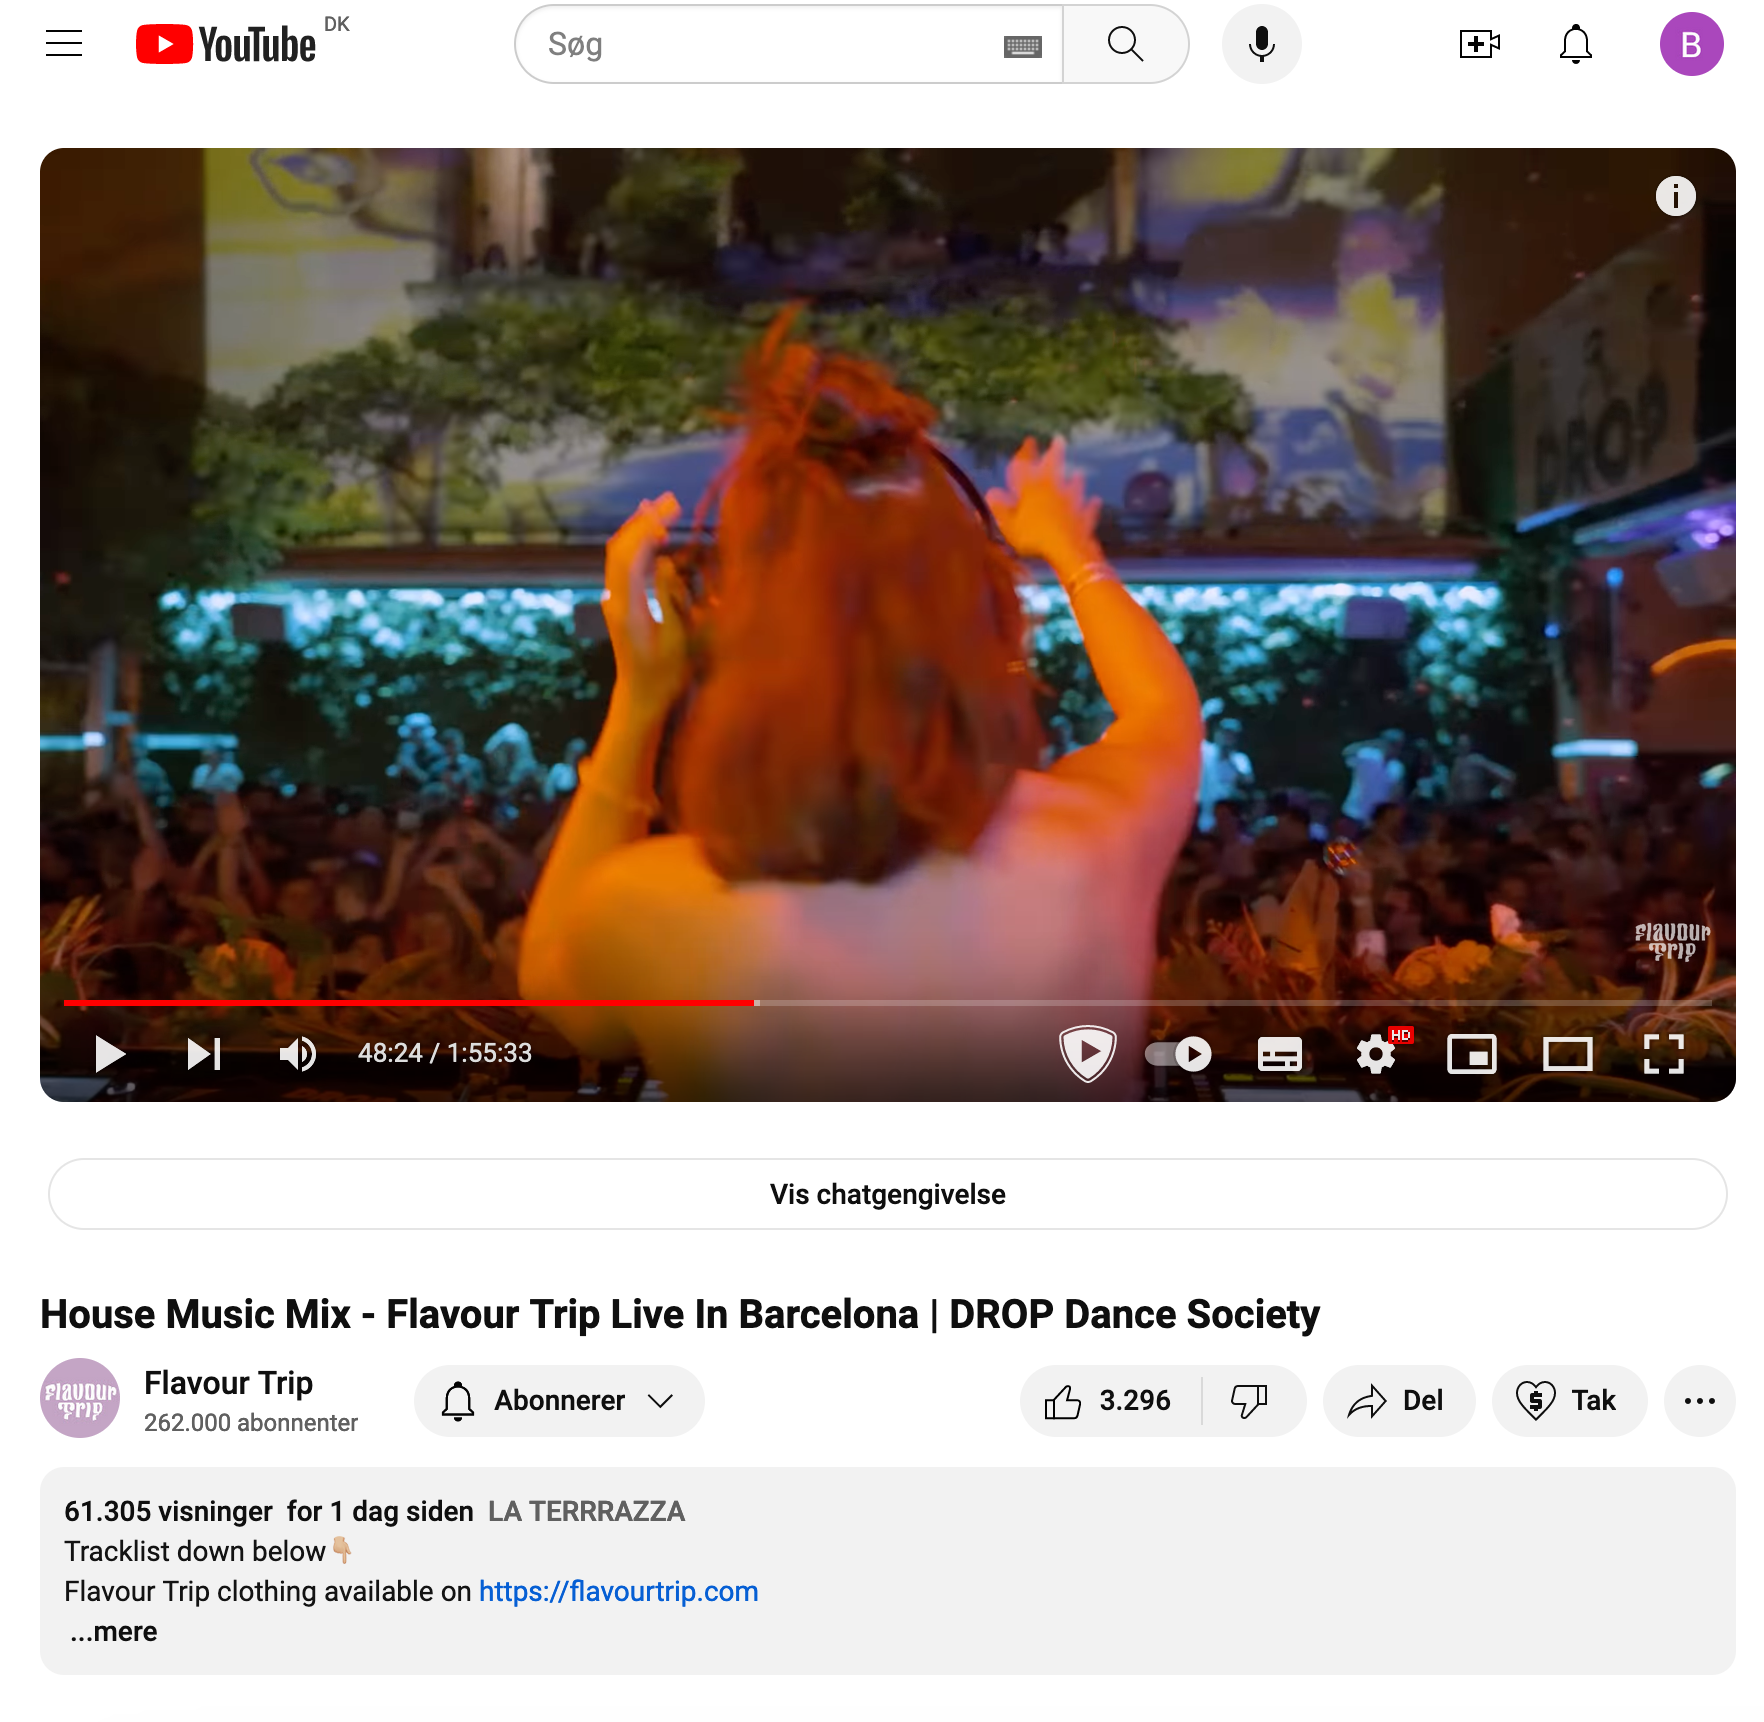 YouTube DK
Søg
B
DROP
Flavour Trip
48:24 / 1:55:33
HD
Vis chatgengivelse
House Music Mix - Flavour Trip Live In Barcelona | DROP Dance Society
Flavour Trip
Flavour Trip
262.000 abonnenter
Abonnerer
3.296
Del
Tak
61.305 visninger for 1 dag siden LA TERRRAZZA
Tracklist down below👇🏼
Flavour Trip clothing available on https://flavourtrip.com
...mere